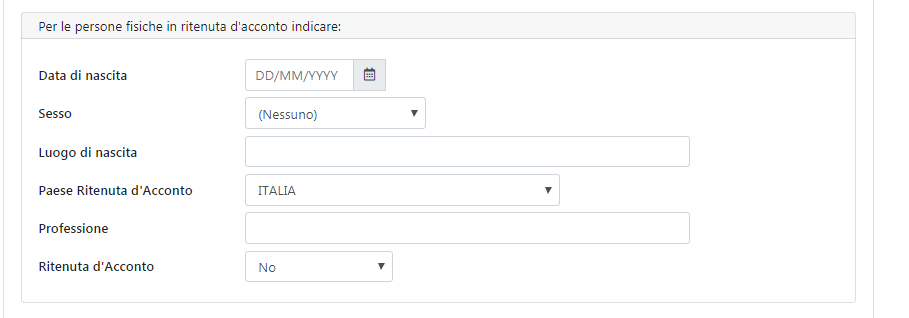 Per le persone fisiche in ritenuta d'acconto indicare:
Data di nascita DD/MM/YYYY
Sesso (Nessuno)
Luogo di nascita
Paese Ritenuta d'Acconto ITALIA
Professione
Ritenuta d'Acconto No